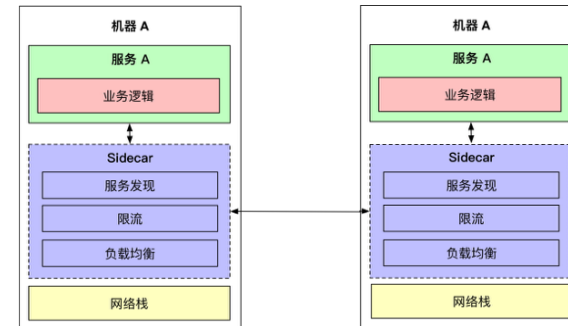 机器 A
服务 A
业务逻辑
Sidecar
服务发现
限流
负载均衡
网络栈
机器 A
服务 A
业务逻辑
Sidecar
服务发现
限流
负载均衡
网络栈